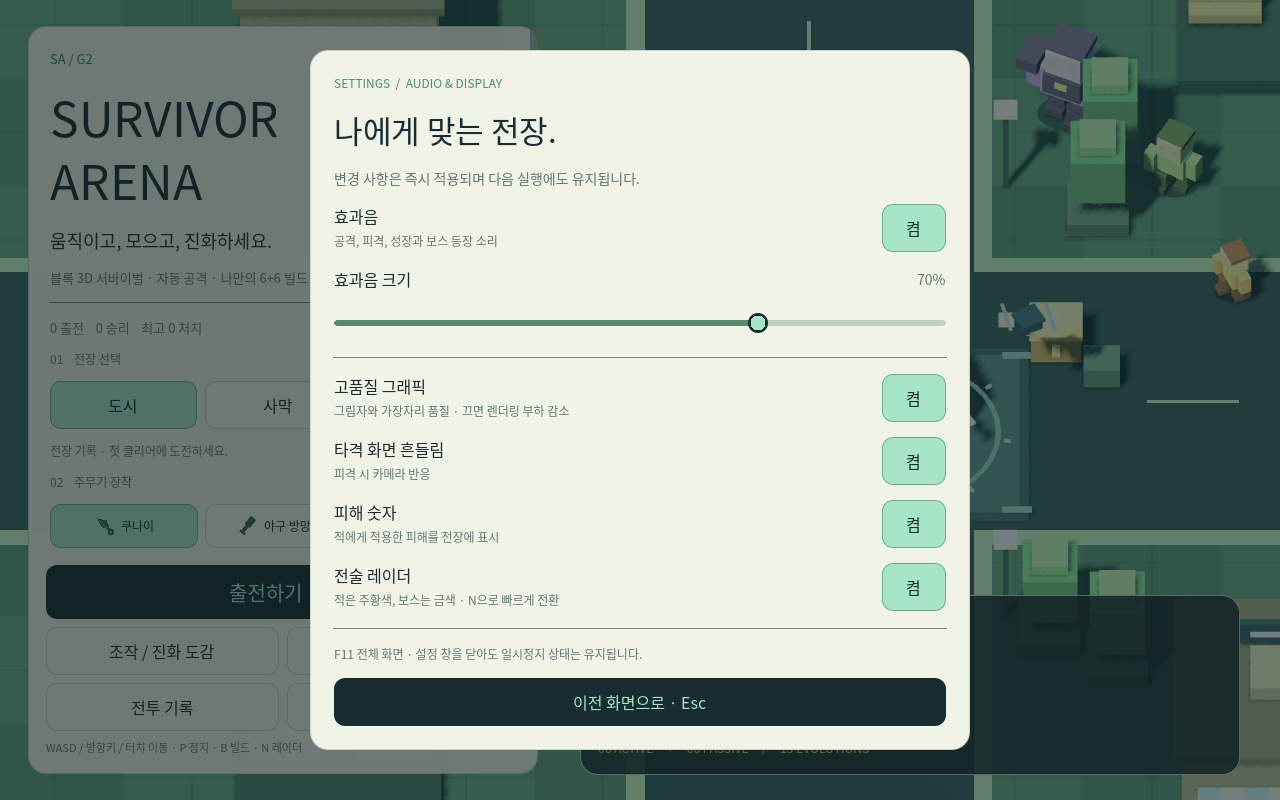 SA / G2
SURVIVOR
ARENA
움직이고, 모으고, 진화하세요.
블록 3D 서바이벌 · 자동 공격 · 나만의 6+6 빌드
0 출전 0 승리 최고 0 처치
01 전장 선택
도시 사막
전장 기록 · 첫 클리어에 도전하세요.
02 주무기 장착
쿠나이 야구 방망
출전하기
조작 / 진화 도감
전투 기록
WASD / 방향키 / 터치 이동 · P 정지 · B 빌드 · N 레이더
SETTINGS / AUDIO & DISPLAY
나에게 맞는 전장.
변경 사항은 즉시 적용되며 다음 실행에도 유지됩니다.
효과음
공격, 피격, 성장과 보스 등장 소리
켬
효과음 크기
70%
고품질 그래픽
그림자와 가장자리 품질 · 끄면 렌더링 부하 감소
켬
타격 화면 흔들림
피격 시 카메라 반응
켬
피해 숫자
적에게 적용한 피해를 전장에 표시
켬
전술 레이더
적은 주황색, 보스는 금색 · N으로 빠르게 전환
켬
F11 전체 화면 · 설정 창을 닫아도 일시정지 상태는 유지됩니다.
이전 화면으로 · Esc